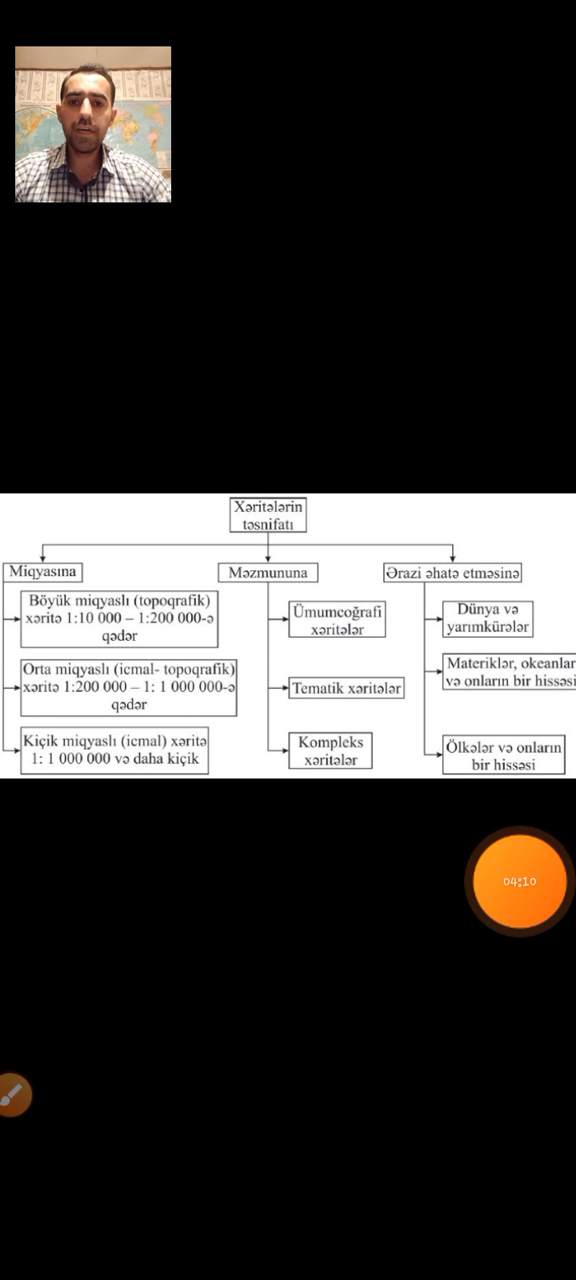 Xəritələrin
təsnifatı
Miqyasına
Böyük miqyaslı (topoqrafik)
xəritə 1:10 000 – 1:200 000-ə
qədər
Orta miqyaslı (icmal- topoqrafik)
xəritə 1:200 000 – 1: 1 000 000-ə
qədər
Kiçik miqyaslı (icmal) xəritə
1: 1 000 000 və daha kiçik
Məzmununa
Ümumcoğrafi
xəritələr
Tematik xəritələr
Kompleks
xəritələr
Ərazi əhatə etməsinə
Dünya və
yarımkürələr
Materiklər, okeanlar
və onların bir hissəsi
Ölkələr və onların
bir hissəsi
04:10